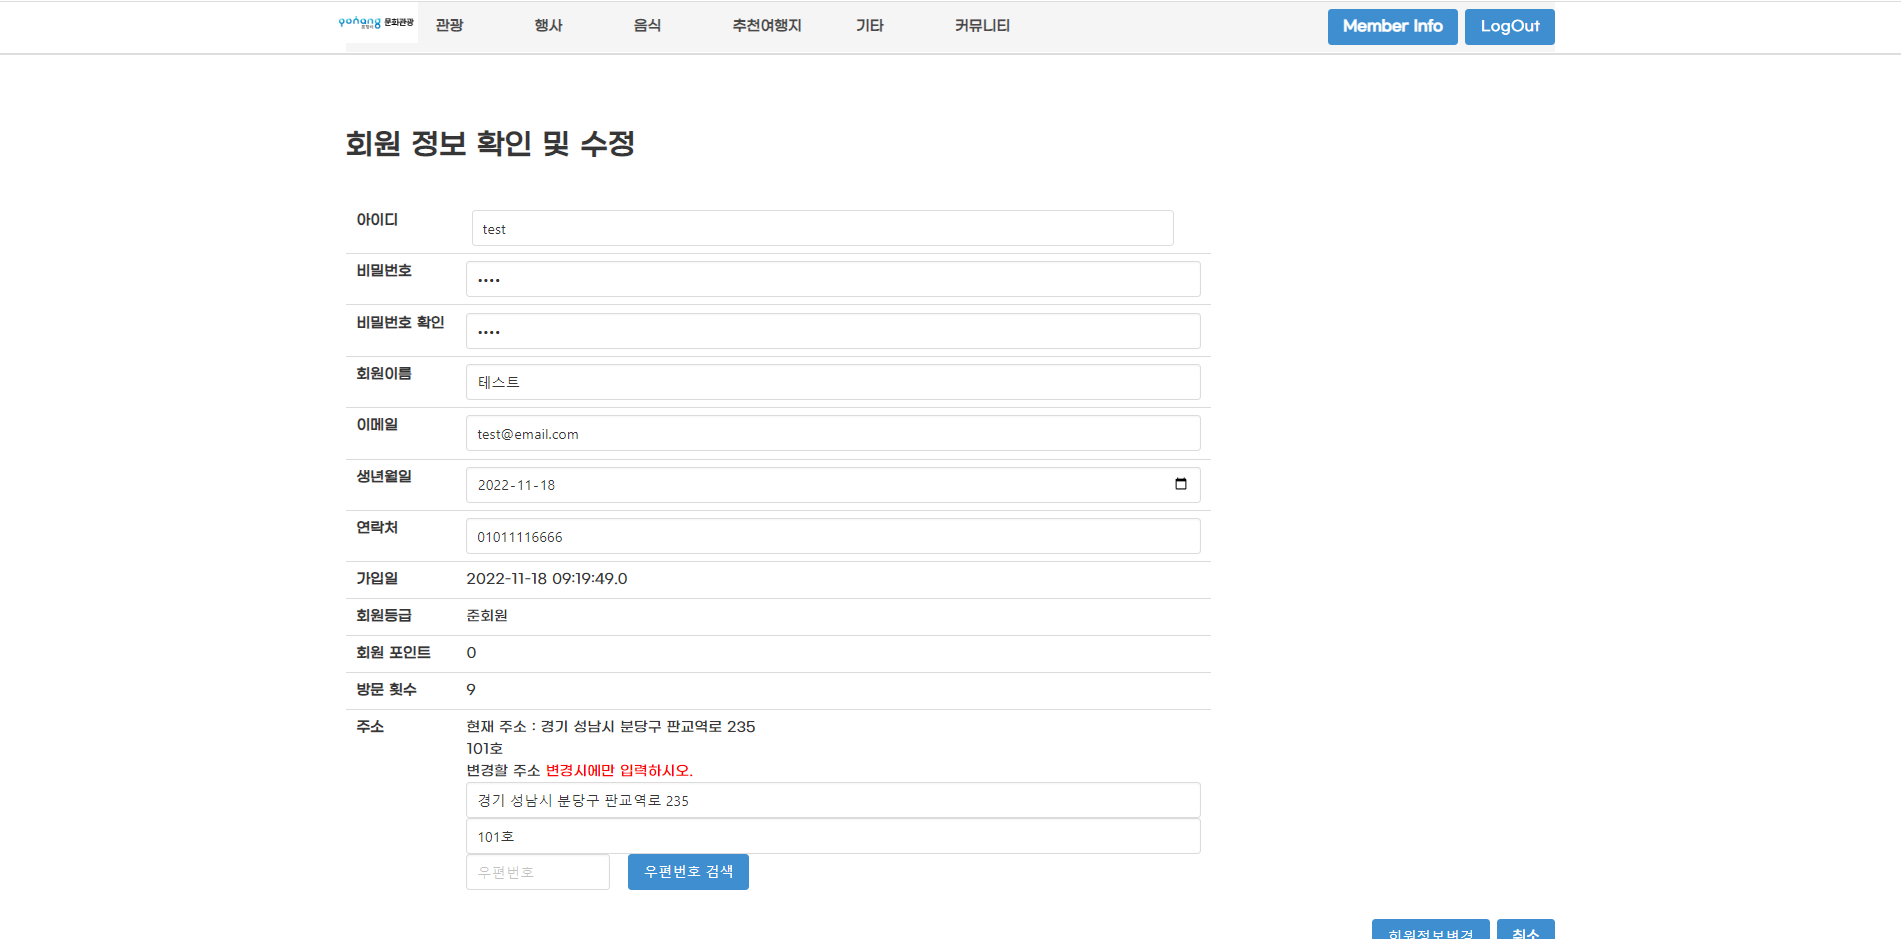 문화관광 관광 행사 음식 추천여행지 기타 커뮤니티 Member Info LogOut
회원 정보 확인 및 수정
아이디 test
비밀번호 ••••
비밀번호 확인 ••••
회원이름 테스트
이메일 test@email.com
생년월일 2022-11-18
연락처 01011116666
가입일 2022-11-18 09:19:49.0
회원등급 준회원
회원 포인트 0
방문 횟수 9
주소 현재 주소 : 경기 성남시 분당구 판교역로 235
101호
변경할 주소 변경시에만 입력하시오.
경기 성남시 분당구 판교역로 235
101호
우편번호 우편번호 검색
회원정보변경 취소